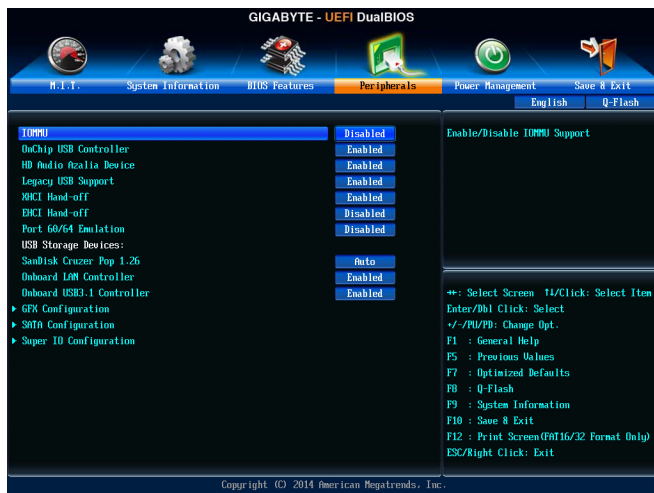 GIGABYTE - UEFI DualBIOS
M.I.T. System Information BIOS Features Peripherals Power Management Save & Exit
English Q-Flash
IOMMU Disabled
OnChip USB Controller Enabled
HD Audio Azalia Device Enabled
Legacy USB Support Enabled
XHCI Hand-off Enabled
EHCI Hand-off Disabled
Port 60/64 Emulation Disabled
USB Storage Devices:
SanDisk Cruzer Pop 1.26 Auto
Onboard LAN Controller Enabled
Onboard USB3.1 Controller Enabled
GFX Configuration
SATA Configuration
Super IO Configuration
Enable/Disable IOMMU Support
↔: Select Screen ↑↓/Click: Select Item
Enter/Dbl Click: Select
+/-/PU/PD: Change Opt.
F1 : General Help
F5 : Previous Values
F7 : Optimized Defaults
F8 : Q-Flash
F9 : System Information
F10 : Save & Exit
F12 : Print Screen(FAT16/32 Format Only)
ESC/Right Click: Exit
Copyright (C) 2014 American Megatrends, Inc.